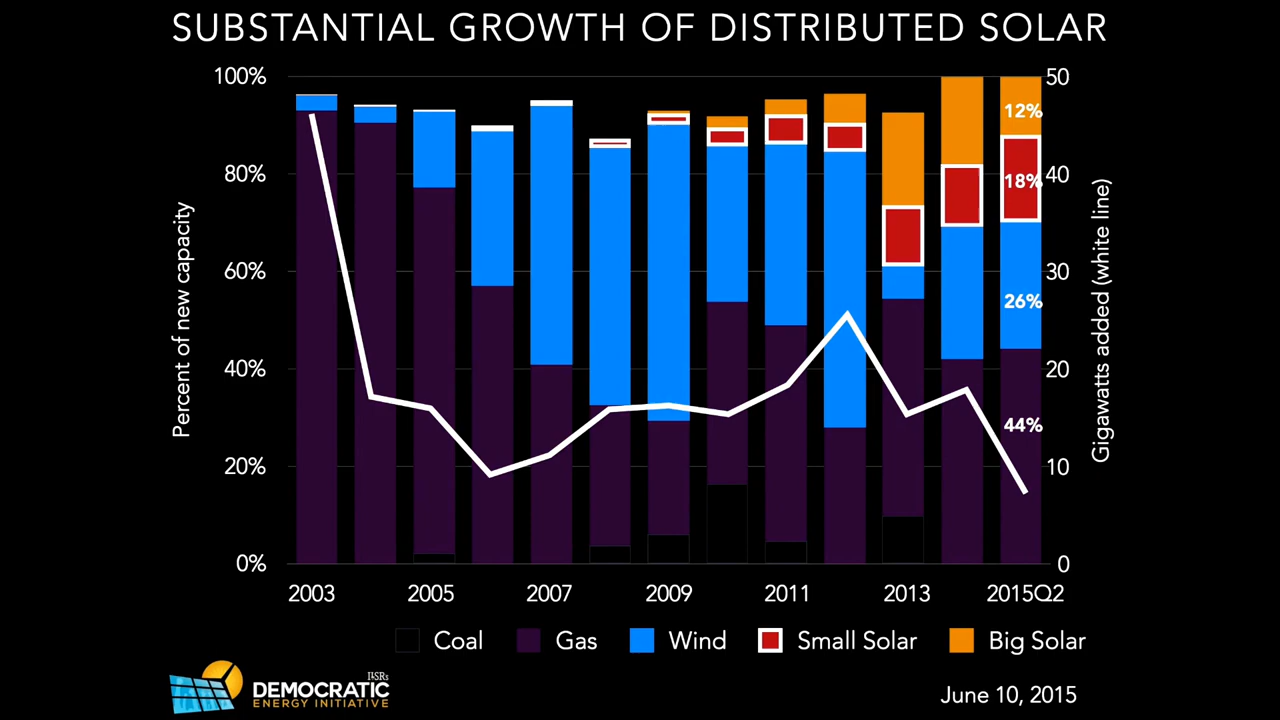 SUBSTANTIAL GROWTH OF DISTRIBUTED SOLAR
100%
80%
60%
40%
20%
0%
Percent of new capacity
50
40
30
20
10
0
Gigawatts added (white line)
12%
18%
26%
44%
2003 2005 2007 2009 2011 2013 2015Q2
Coal Gas Wind Small Solar Big Solar
ILSR's
DEMOCRATIC
ENERGY INITIATIVE
June 10, 2015